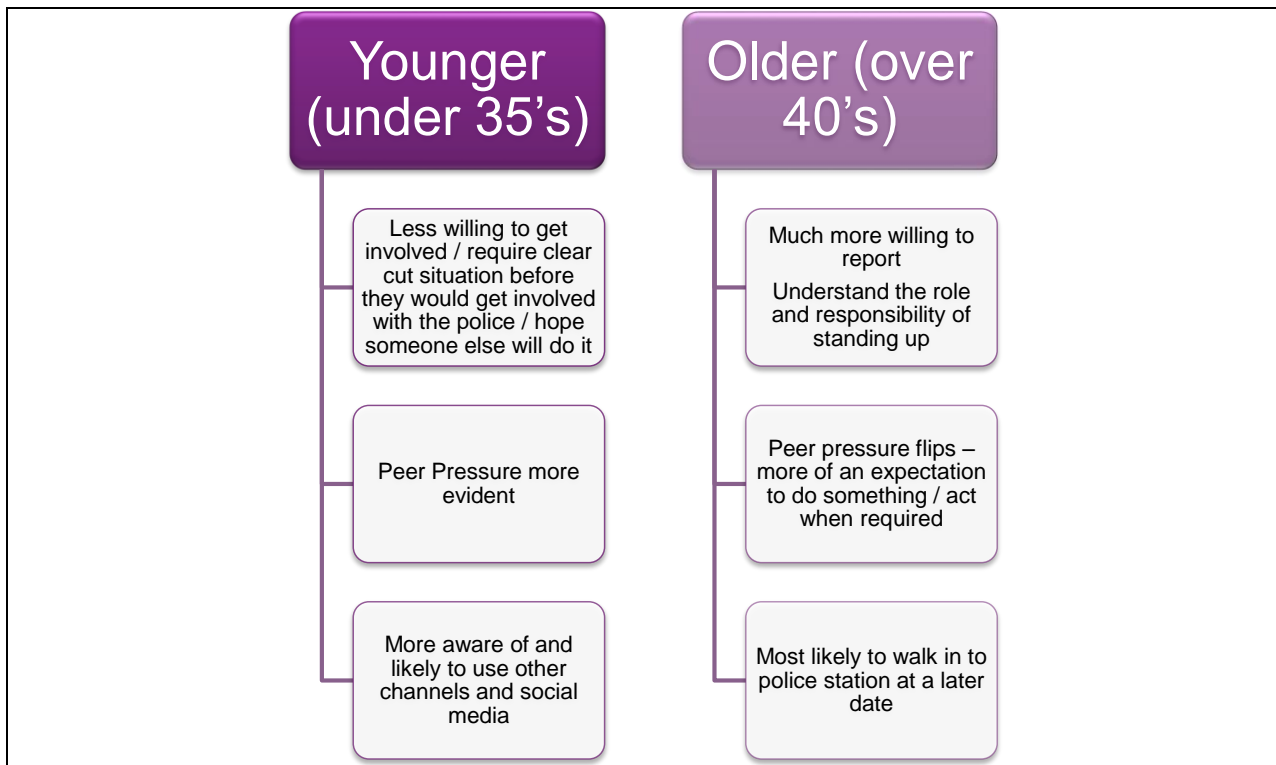 Younger
(under 35’s)
Less willing to get
involved / require clear
cut situation before
they would get involved
with the police / hope
someone else will do it
Peer Pressure more
evident
More aware of and
likely to use other
channels and social
media
Older (over
40’s)
Much more willing to
report
Understand the role
and responsibility of
standing up
Peer pressure flips –
more of an expectation
to do something / act
when required
Most likely to walk in to
police station at a later
date